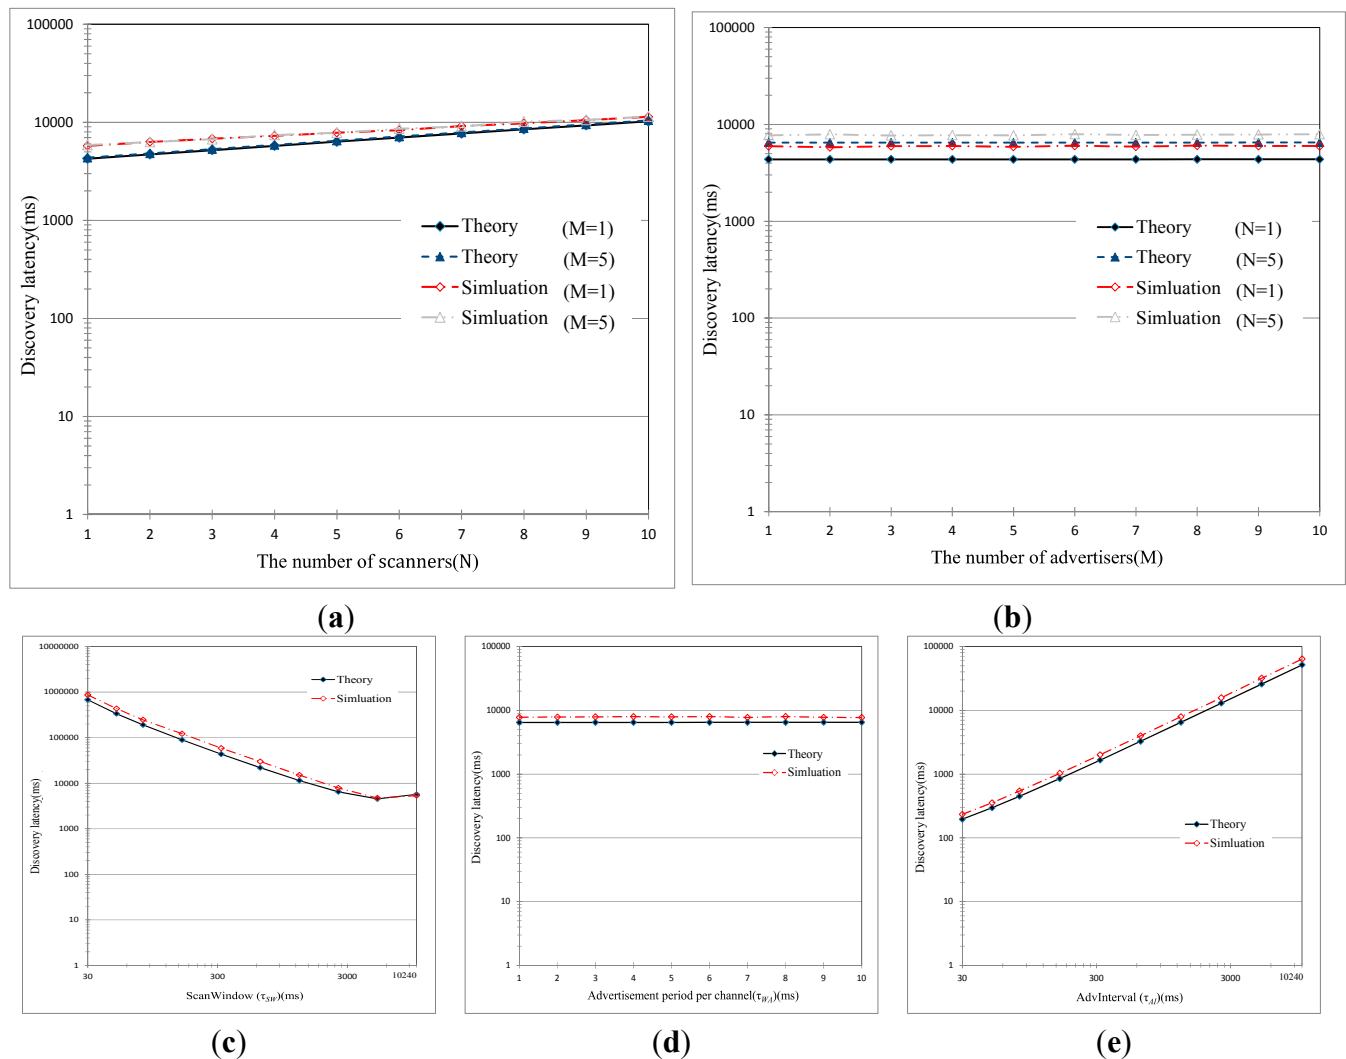 100000
10000
1000
100
10
1
Discovery latency(ms)
Theory (M=1)
Theory (M=5)
Simluation (M=1)
Simluation (M=5)
1 2 3 4 5 6 7 8 9 10
The number of scanners(N)
(a)
100000
10000
1000
100
10
1
Discovery latency(ms)
Theory (N=1)
Theory (N=5)
Simluation (N=1)
Simluation (N=5)
1 2 3 4 5 6 7 8 9 10
The number of advertisers(M)
(b)
10000000
1000000
100000
10000
1000
100
10
1
Discovery latency(ms)
Theory
Simluation
30 300 3000 10240
ScanWindow (τSW)(ms)
(c)
100000
10000
1000
100
10
1
Discovery latency(ms)
Theory
Simluation
1 2 3 4 5 6 7 8 9 10
Advertisement period per channel(τWA)(ms)
(d)
100000
10000
1000
100
10
1
Discovery latency(ms)
Theory
Simluation
30 300 3000 10240
AdvInterval (τAI)(ms)
(e)